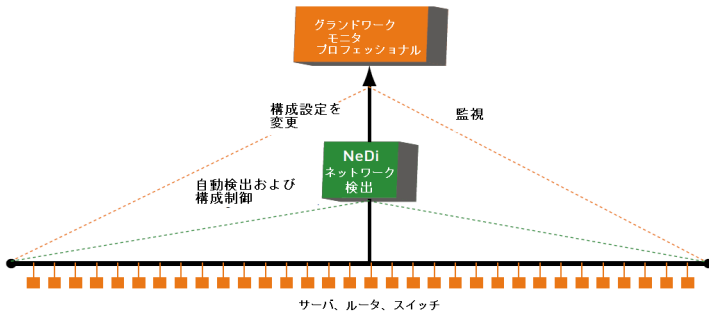 グランドワーク
モニタ
プロフェッショナル
構成設定を
変更
監視
NeDi
ネットワーク
検出
自動検出および
構成制御
サーバ、ルータ、スイッチ